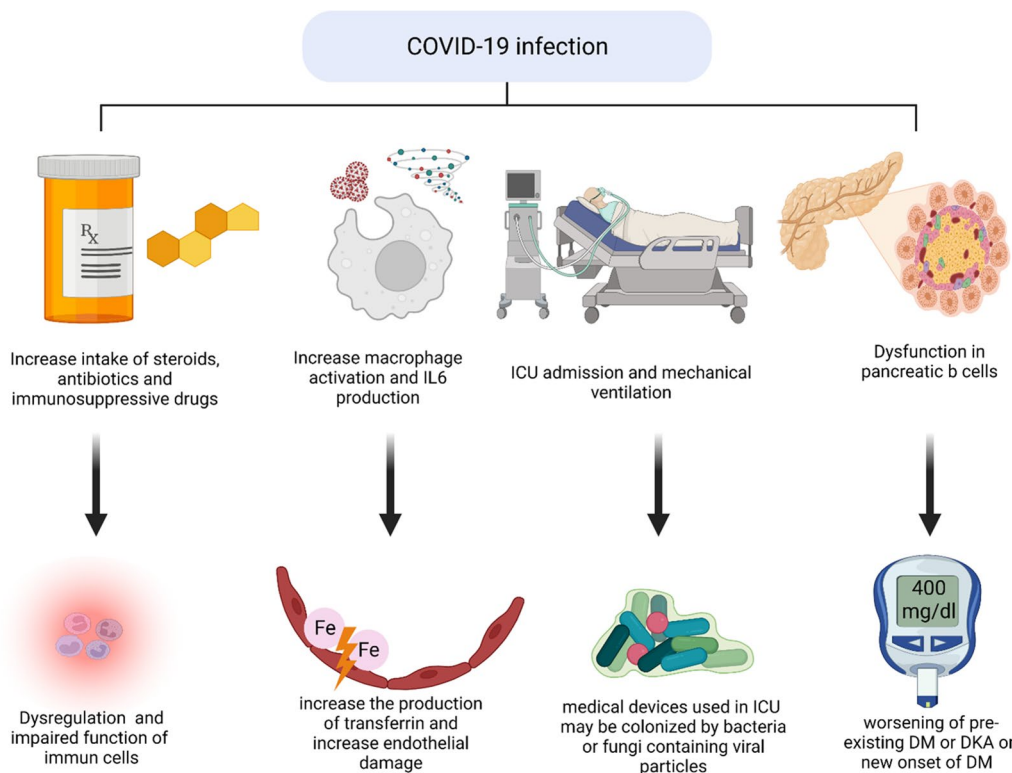 COVID-19 infection
Rx
Increase intake of steroids,
antibiotics and
immunosuppressive drugs
Increase macrophage
activation and IL6
production
ICU admission and mechanical
ventilation
Dysfunction in
pancreatic b cells
Dysregulation and
impaired function of
immun cells
Fe
Fe
increase the production
of transferrin and
increase endothelial
damage
medical devices used in ICU
may be colonized by bacteria
or fungi containing viral
particles
400
mg/dl
worsening of pre-
existing DM or DKA or
new onset of DM